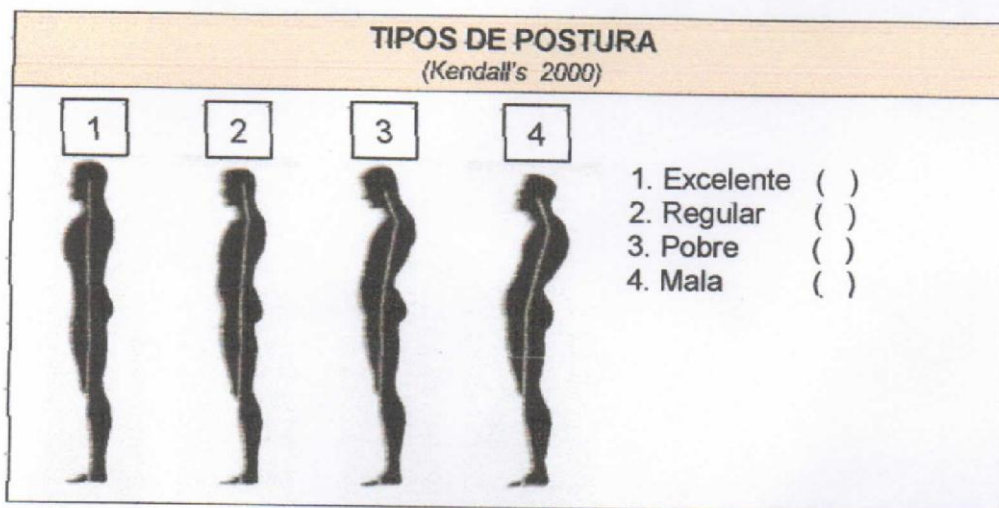 TIPOS DE POSTURA
(Kendall's 2000)
1 2 3 4
1. Excelente ( )
2. Regular ( )
3. Pobre ( )
4. Mala ( )